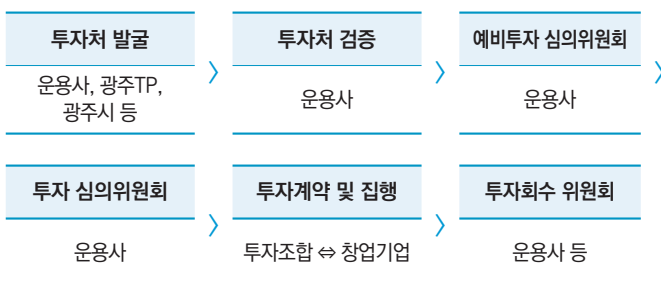 투자처 발굴
운용사, 광주TP,
광주시 등
투자처 검증
운용사
예비투자 심의위원회
운용사
투자 심의위원회
운용사
투자계약 및 집행
투자조합 ⇔ 창업기업
투자회수 위원회
운용사 등